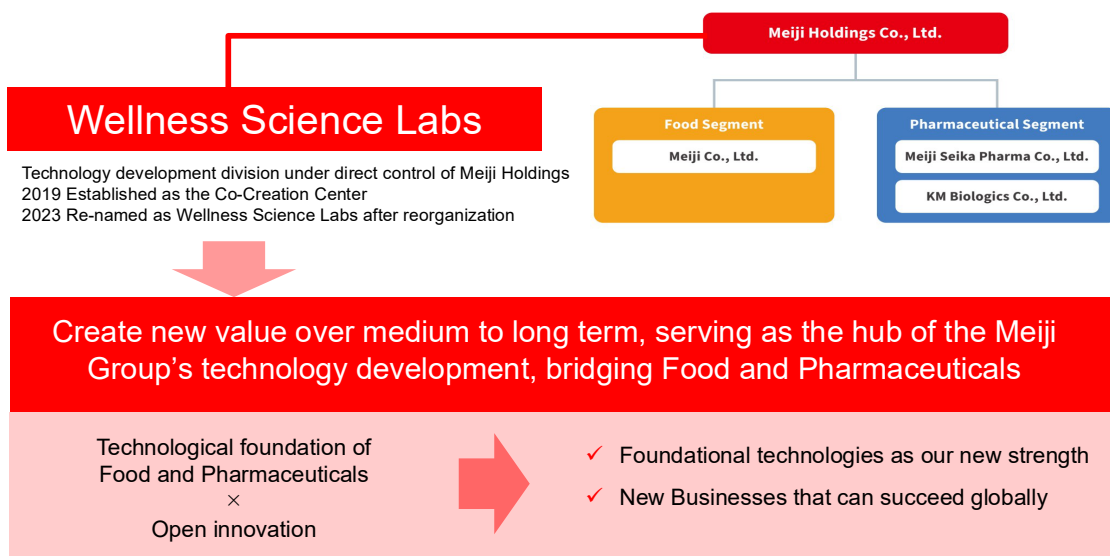 Meiji Holdings Co., Ltd.
Wellness Science Labs
Technology development division under direct control of Meiji Holdings
2019 Established as the Co-Creation Center
2023 Re-named as Wellness Science Labs after reorganization
Food Segment
Meiji Co., Ltd.
Pharmaceutical Segment
Meiji Seika Pharma Co., Ltd.
KM Biologics Co., Ltd.
Create new value over medium to long term, serving as the hub of the Meiji
Group’s technology development, bridging Food and Pharmaceuticals
Technological foundation of
Food and Pharmaceuticals
×
Open innovation
✓ Foundational technologies as our new strength
✓ New Businesses that can succeed globally